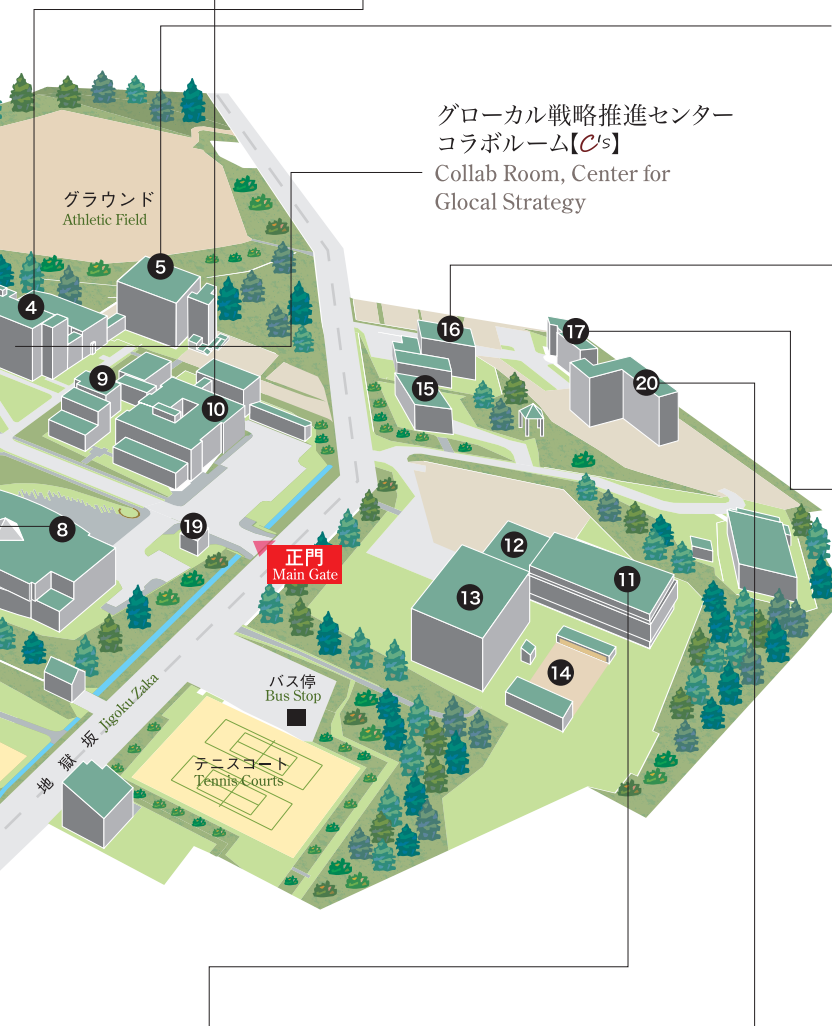 グローカル戦略推進センター
コラボルーム【C's】
Collab Room, Center for
Glocal Strategy
グラウンド
Athletic Field
5
4
16
17
20
9
15
10
8
19
12
正門
Main Gate
11
13
14
バス停
Bus Stop
地獄坂 Jigoku Zaka
テニスコート
Tennis Courts